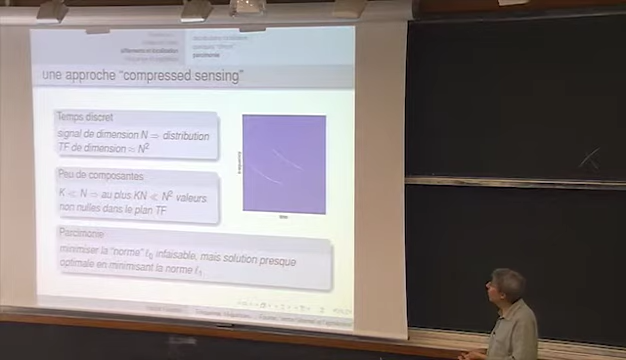 parcimonie
une approche “compressed sensing”
Temps discret
signal de dimension N ⇒ distribution
TF de dimension ≈ N²
Peu de composantes
K ≪ N ⇒ au plus KN ≪ N² valeurs
non nulles dans le plan TF
Parcimonie
minimiser la “norme” ℓ₀ infaisable, mais solution presque
optimale en minimisant la norme ℓ₁